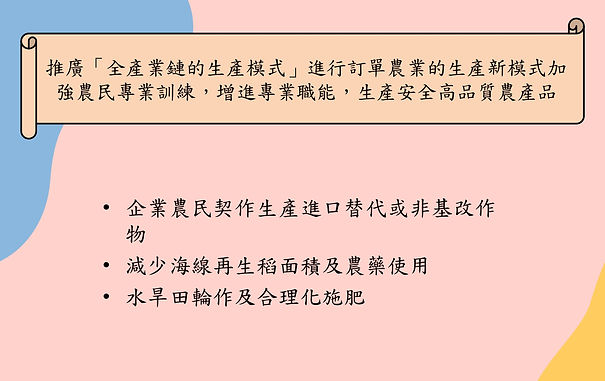 推廣「全產業鏈的生產模式」進行訂單農業的生產新模式加
強農民專業訓練，增進專業職能，生產安全高品質農產品
• 企業農民契作生產進口替代或非基改作
物
• 減少海線再生稻面積及農藥使用
• 水旱田輪作及合理化施肥